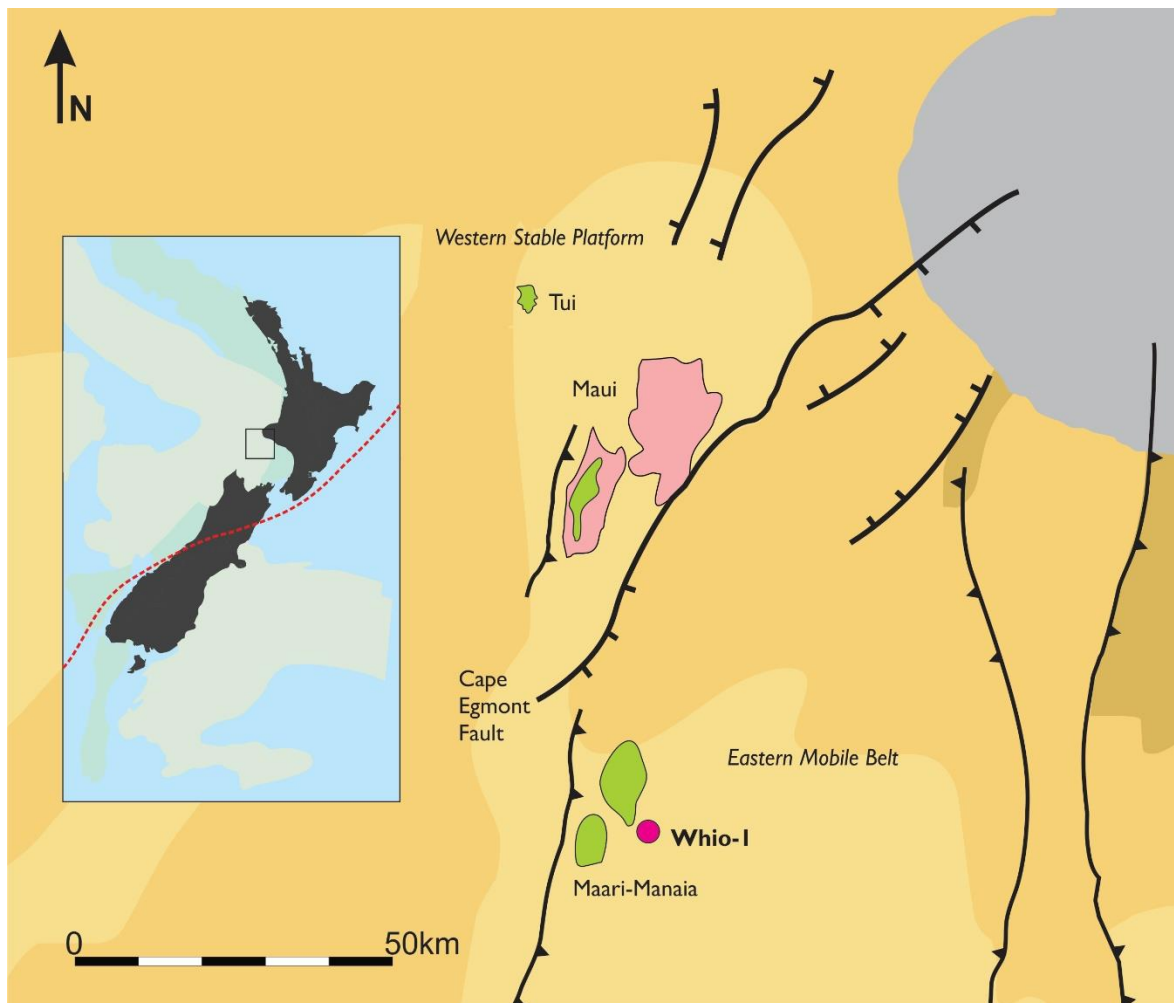 N
Western Stable Platform
Tui
Maui
Cape
Egmont
Fault
Eastern Mobile Belt
Whio-1
Maari-Manaia
0 50km